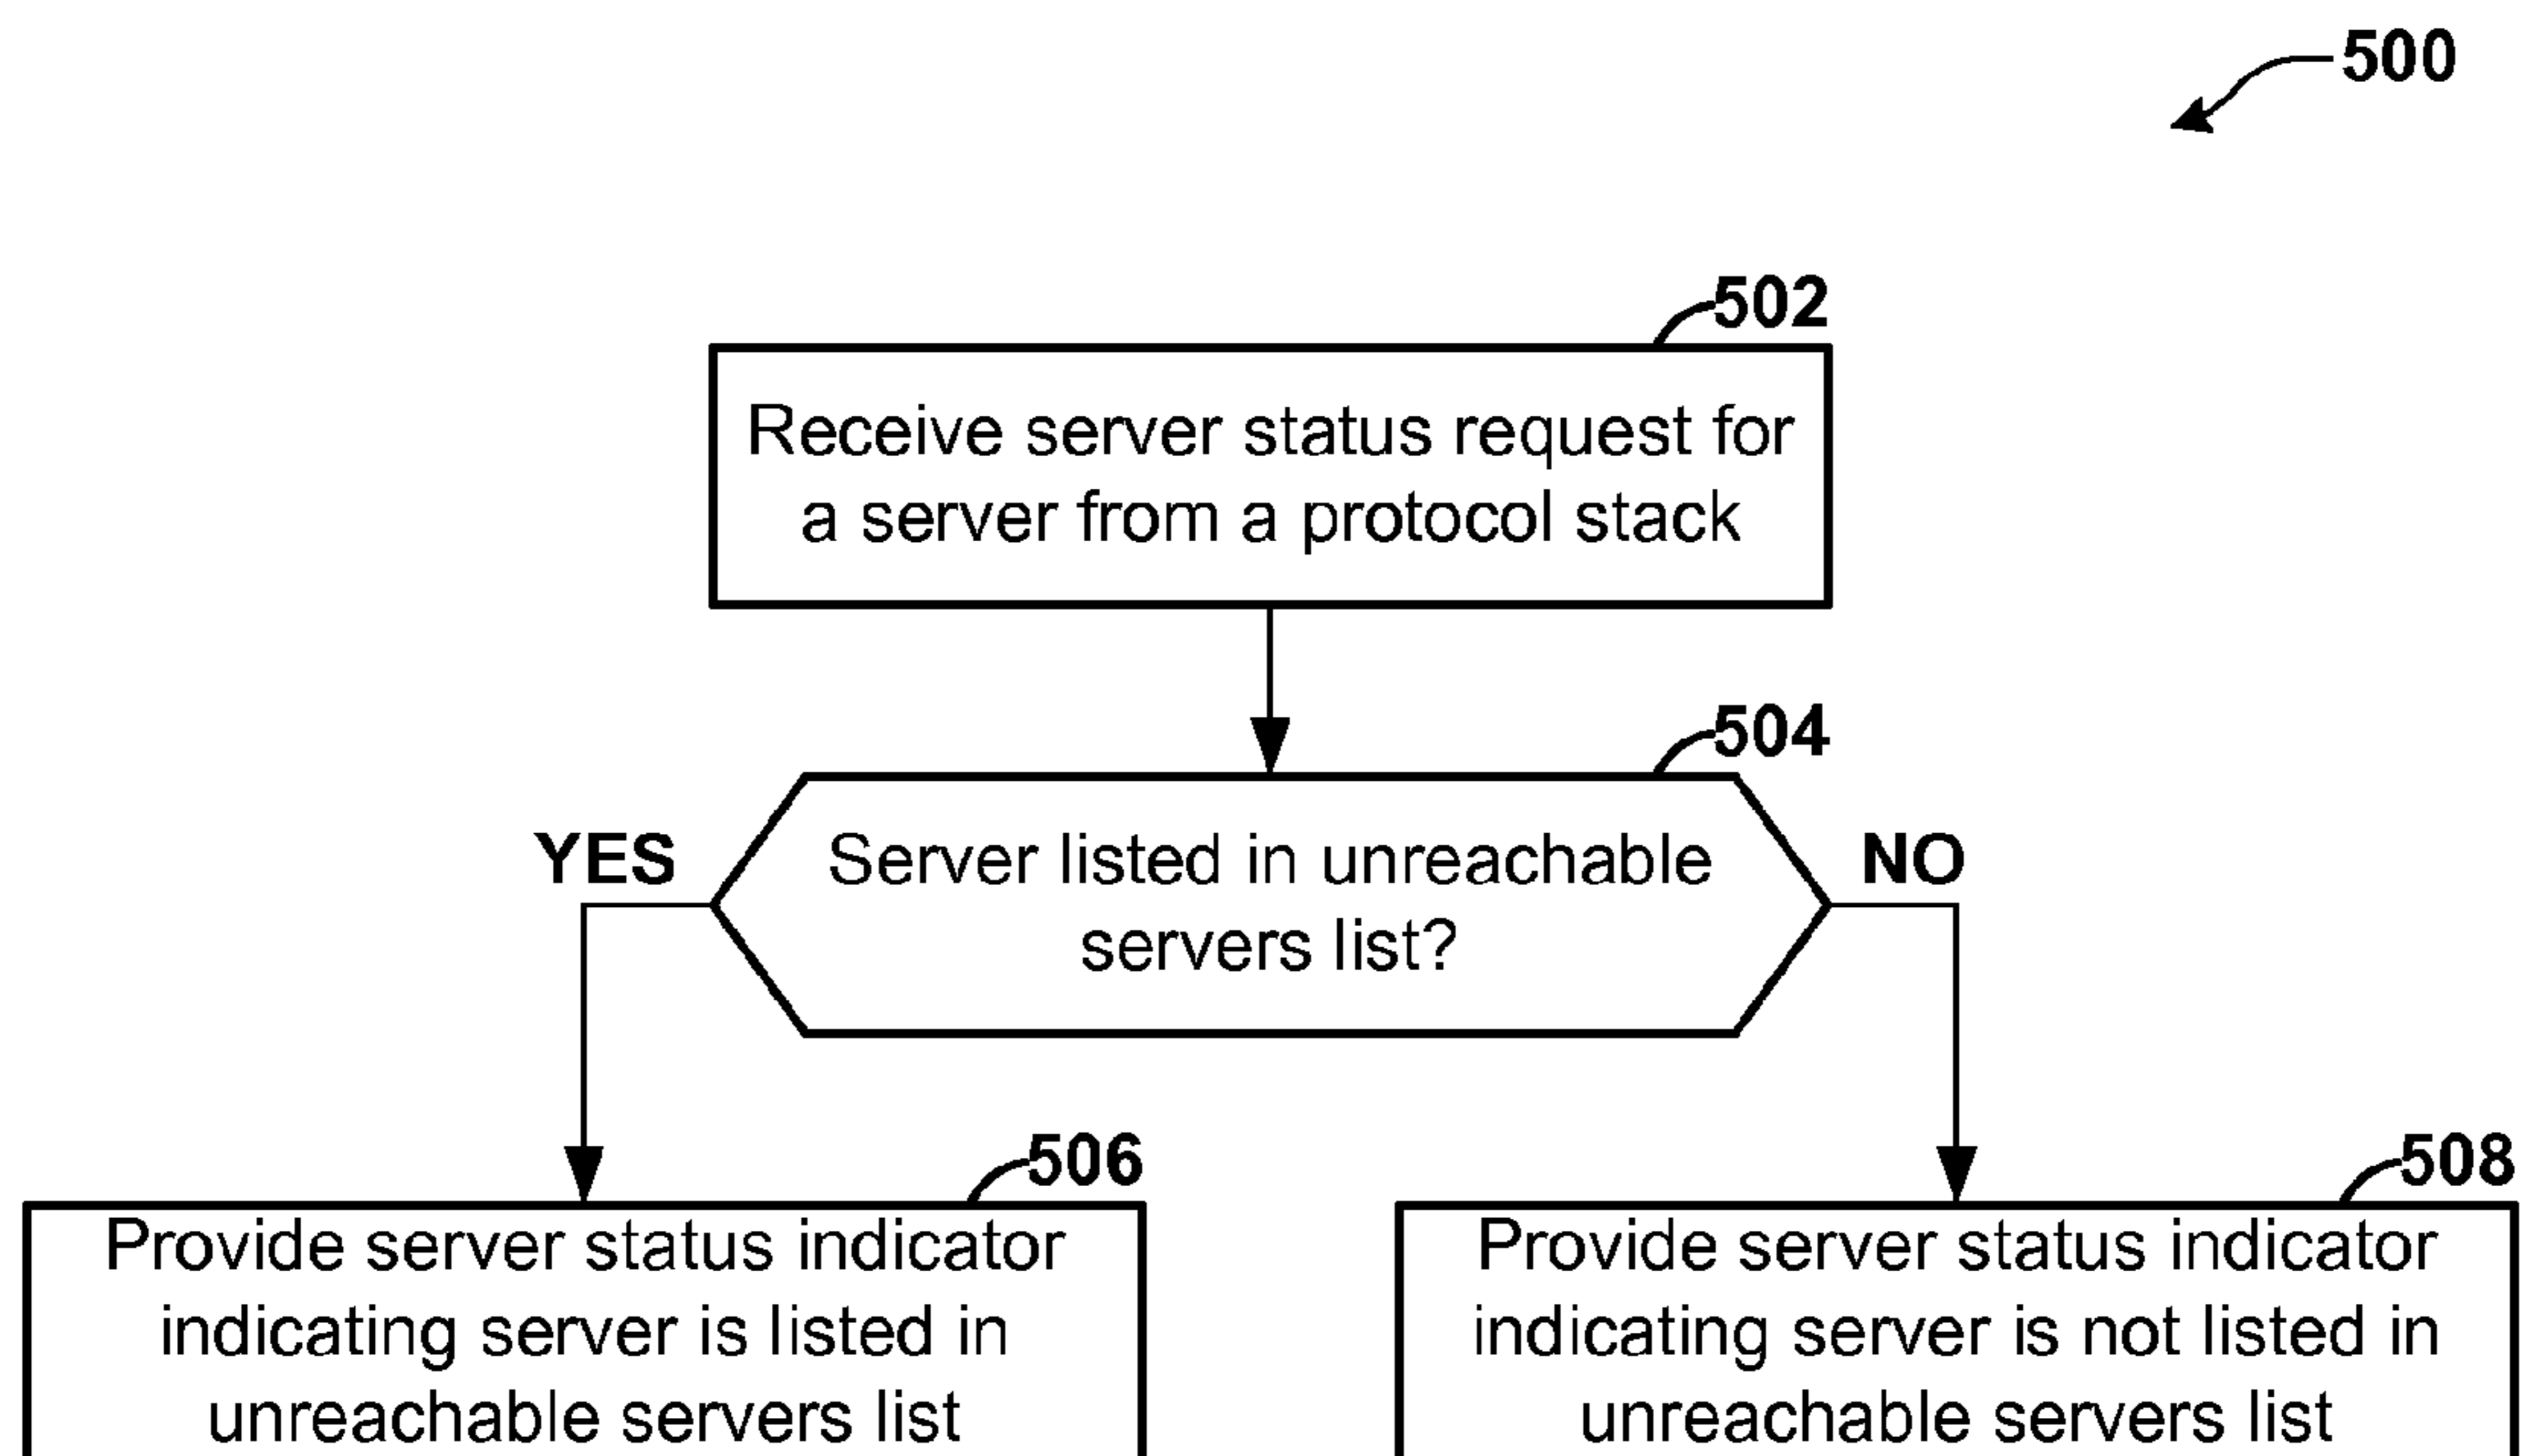 500
502
Receive server status request for
a server from a protocol stack
504
YES
Server listed in unreachable
servers list?
NO
506
Provide server status indicator
indicating server is listed in
unreachable servers list
508
Provide server status indicator
indicating server is not listed in
unreachable servers list